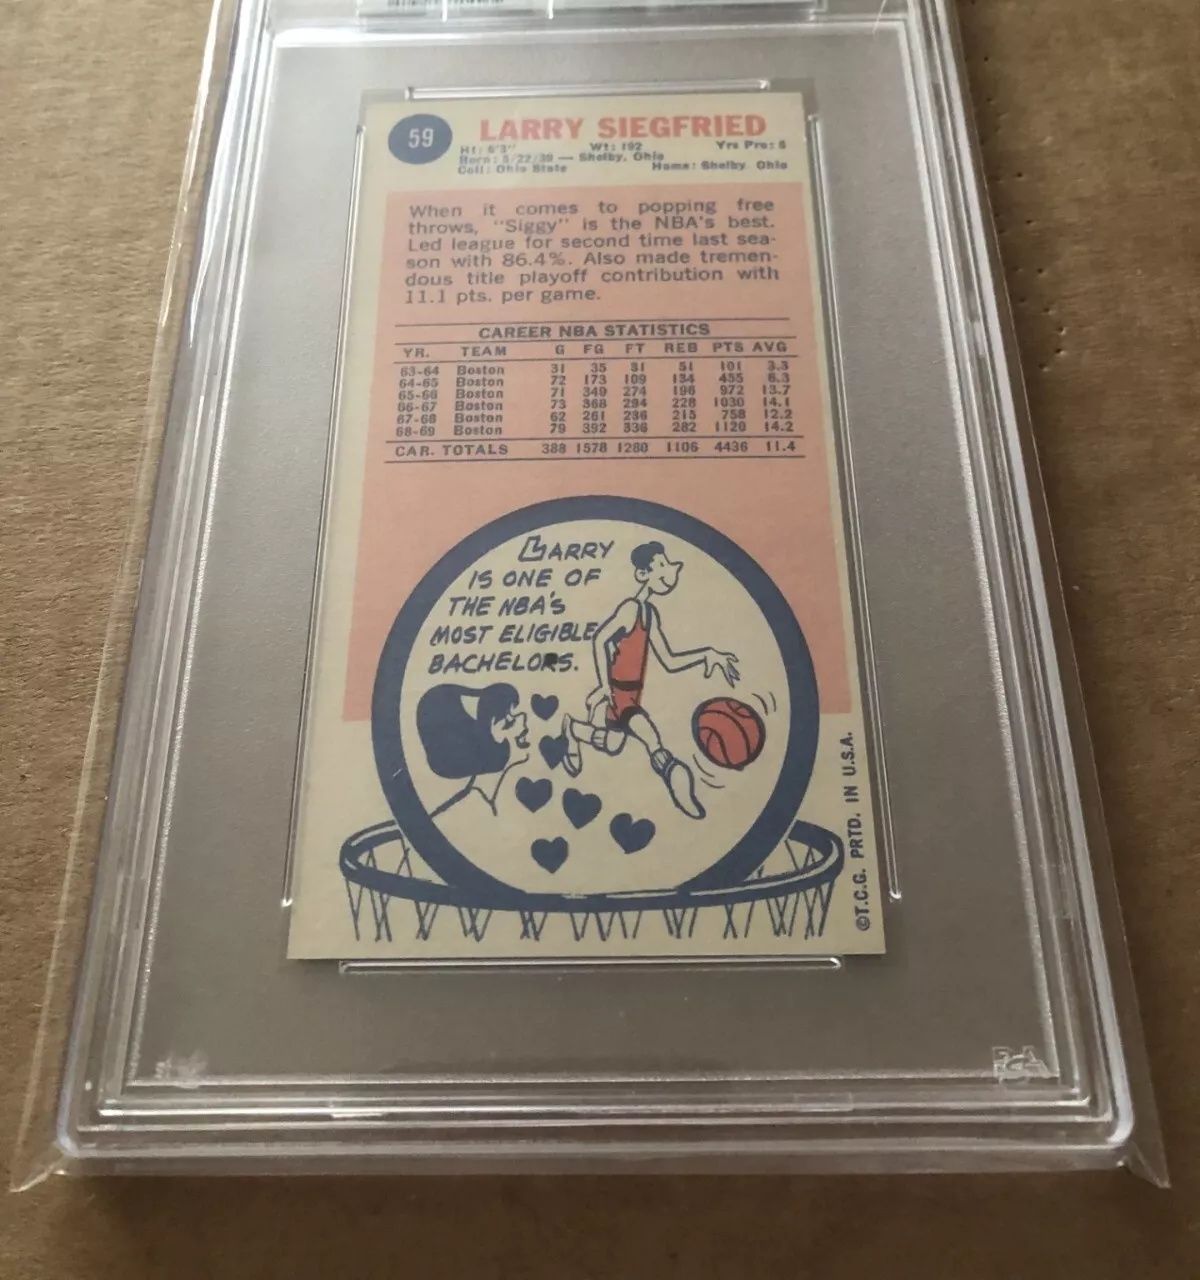 59
LARRY SIEGFRIED
Ht: 6'3" Wt: 192 Yrs Pro: 6
Born: 5/22/39 — Shelby, Ohio
Coll: Ohio State Home: Shelby, Ohio
When it comes to popping free
throws, "Siggy" is the NBA's best.
Led league for second time last sea-
son with 86.4%. Also made tremen-
dous title playoff contribution with
11.1 pts. per game.
CAREER NBA STATISTICS
YR. TEAM G FG FT REB PTS AVG
63-64 Boston 31 35 31 51 101 3.3
64-65 Boston 72 173 109 134 455 6.3
65-66 Boston 71 349 274 196 972 13.7
66-67 Boston 73 368 294 228 1030 14.1
67-68 Boston 62 261 236 215 758 12.2
68-69 Boston 79 392 336 282 1120 14.2
CAR. TOTALS 388 1578 1280 1106 4436 11.4
LARRY
IS ONE OF
THE NBA'S
MOST ELIGIBLE
BACHELORS.
©T.C.G. PRTD. IN U.S.A.
PSA